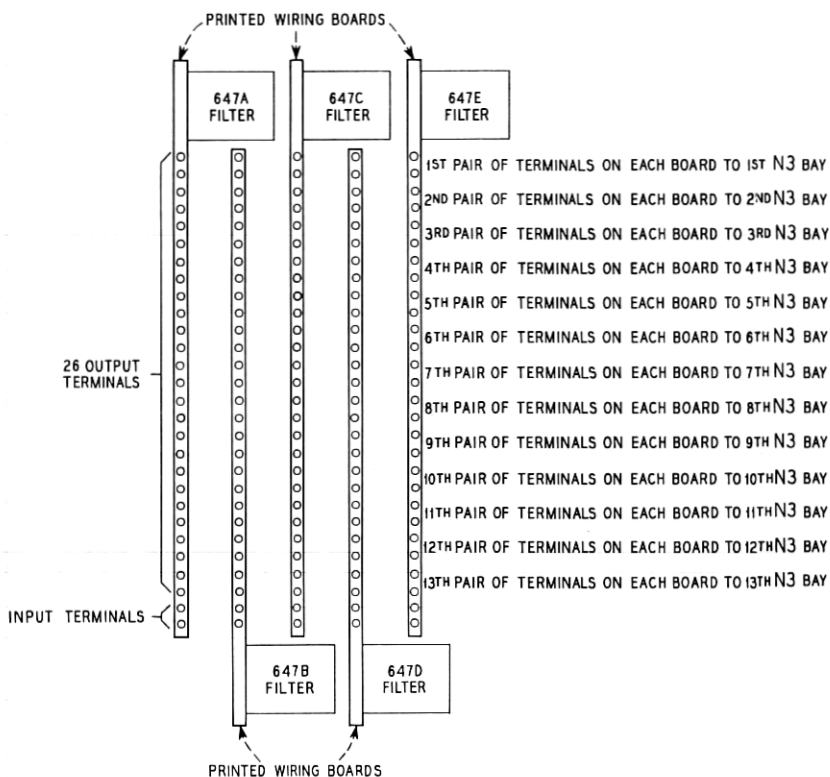 PRINTED WIRING BOARDS
647A
FILTER
647C
FILTER
647E
FILTER
1ST PAIR OF TERMINALS ON EACH BOARD TO 1ST N3 BAY
2ND PAIR OF TERMINALS ON EACH BOARD TO 2ND N3 BAY
3RD PAIR OF TERMINALS ON EACH BOARD TO 3RD N3 BAY
4TH PAIR OF TERMINALS ON EACH BOARD TO 4TH N3 BAY
5TH PAIR OF TERMINALS ON EACH BOARD TO 5TH N3 BAY
6TH PAIR OF TERMINALS ON EACH BOARD TO 6TH N3 BAY
26 OUTPUT
TERMINALS
7TH PAIR OF TERMINALS ON EACH BOARD TO 7TH N3 BAY
8TH PAIR OF TERMINALS ON EACH BOARD TO 8TH N3 BAY
9TH PAIR OF TERMINALS ON EACH BOARD TO 9TH N3 BAY
10TH PAIR OF TERMINALS ON EACH BOARD TO 10TH N3 BAY
11TH PAIR OF TERMINALS ON EACH BOARD TO 11TH N3 BAY
12TH PAIR OF TERMINALS ON EACH BOARD TO 12TH N3 BAY
13TH PAIR OF TERMINALS ON EACH BOARD TO 13TH N3 BAY
INPUT TERMINALS
647B
FILTER
647D
FILTER
PRINTED WIRING BOARDS